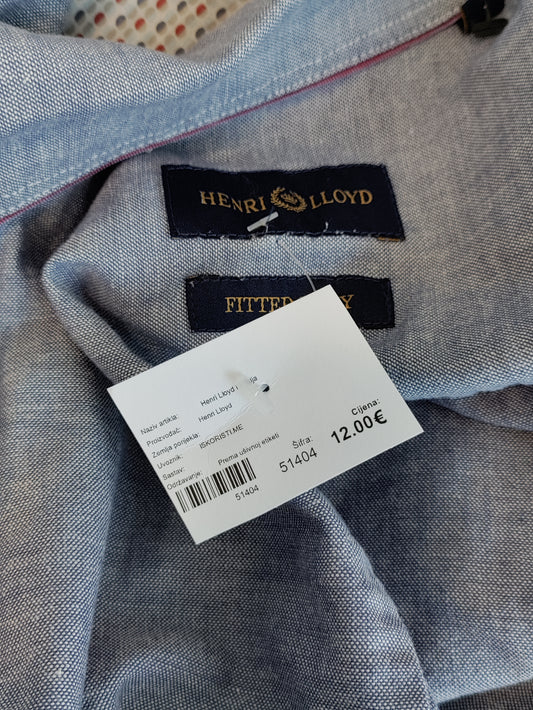 HENRI LLOYD
FITTED
Naziv artikla: Henri Lloyd
Proizvođač: Henri Lloyd
Zemlja porijekla:
Uvoznik: ISKORISTI.ME
Sastav:
Održavanje: Prema ušivnoj etiketi
51404
Šifra:
51404
Cijena:
12.00€